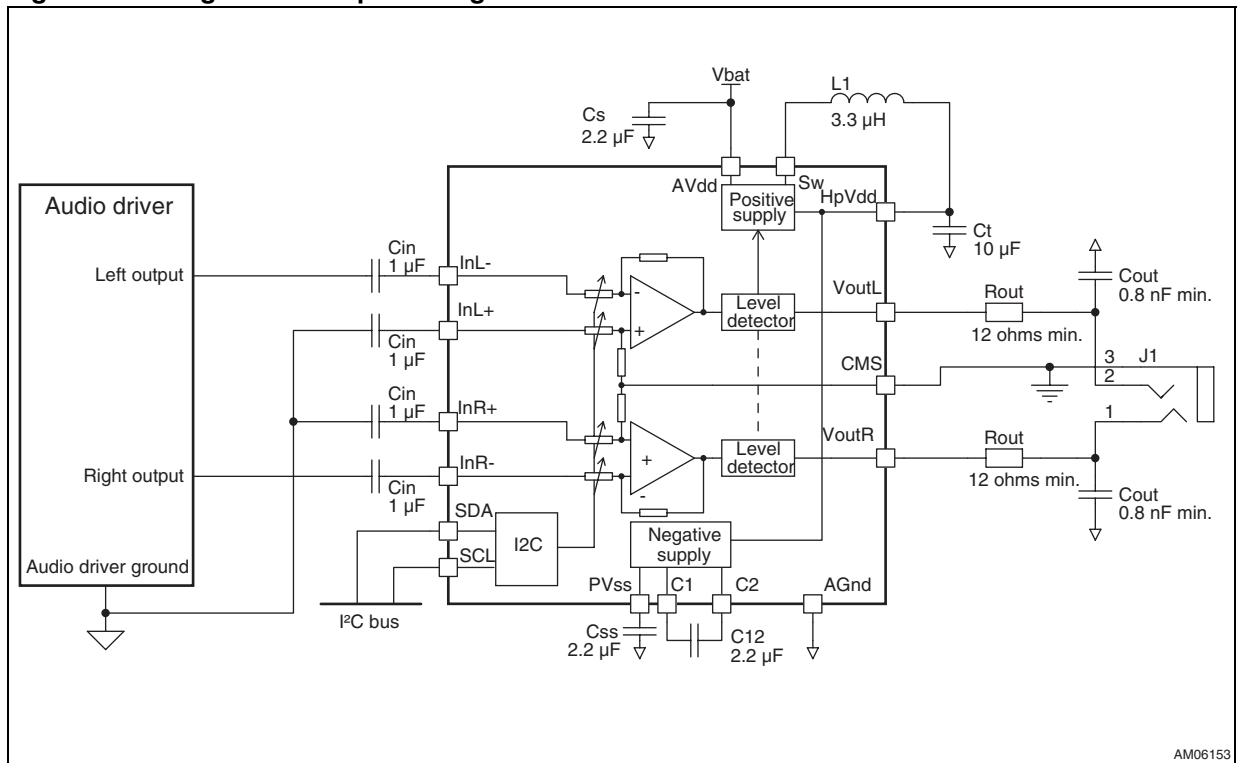 Vbat
L1
3.3 µH
Cs
2.2 µF
AVdd
Sw
HpVdd
Positive
supply
Ct
10 µF
Audio driver
Left output
Cin
1 µF
InL-
-
Level
detector
VoutL
Rout
12 ohms min.
Cout
0.8 nF min.
Cin
1 µF
InL+
+
CMS
3
J1
2
1
Cin
1 µF
InR+
+
Level
detector
VoutR
Rout
12 ohms min.
Right output
Cin
1 µF
InR-
-
Cout
0.8 nF min.
SDA
I2C
SCL
Negative
supply
Audio driver ground
I²C bus
PVss
C1
C2
AGnd
Css
2.2 µF
C12
2.2 µF
AM06153